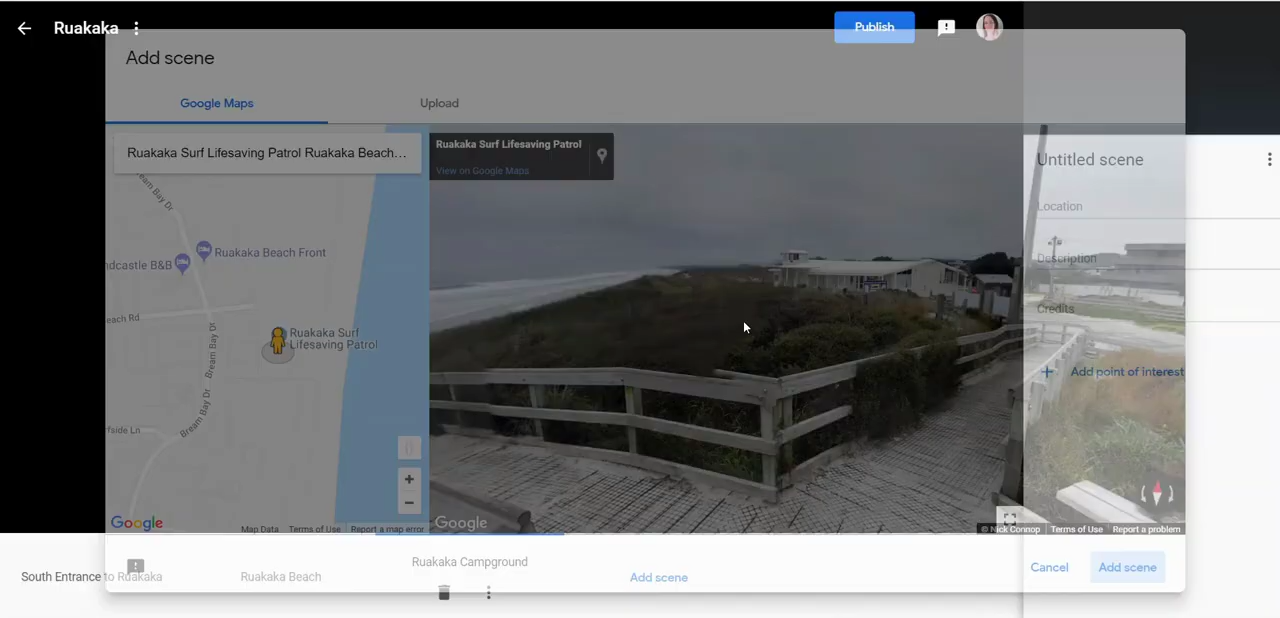 Ruakaka
Publish
Add scene
Google Maps
Upload
Ruakaka Surf Lifesaving Patrol Ruakaka Beach...
Ruakaka Surf Lifesaving Patrol
View on Google Maps
Untitled scene
Location
Description
Credits
Add point of interest
eam Bay Dr
Ruakaka Beach Front
ndcastle B&B
each Rd
Ruakaka Surf
Lifesaving Patrol
Bream Bay Dr
Bream Bay Dr
rfside Ln
Google
Map Data
Terms of Use
Report a map error
Google
© Nick Connop
Terms of Use
Report a problem
South Entrance to Ruakaka
Ruakaka Beach
Ruakaka Campground
Add scene
Cancel
Add scene